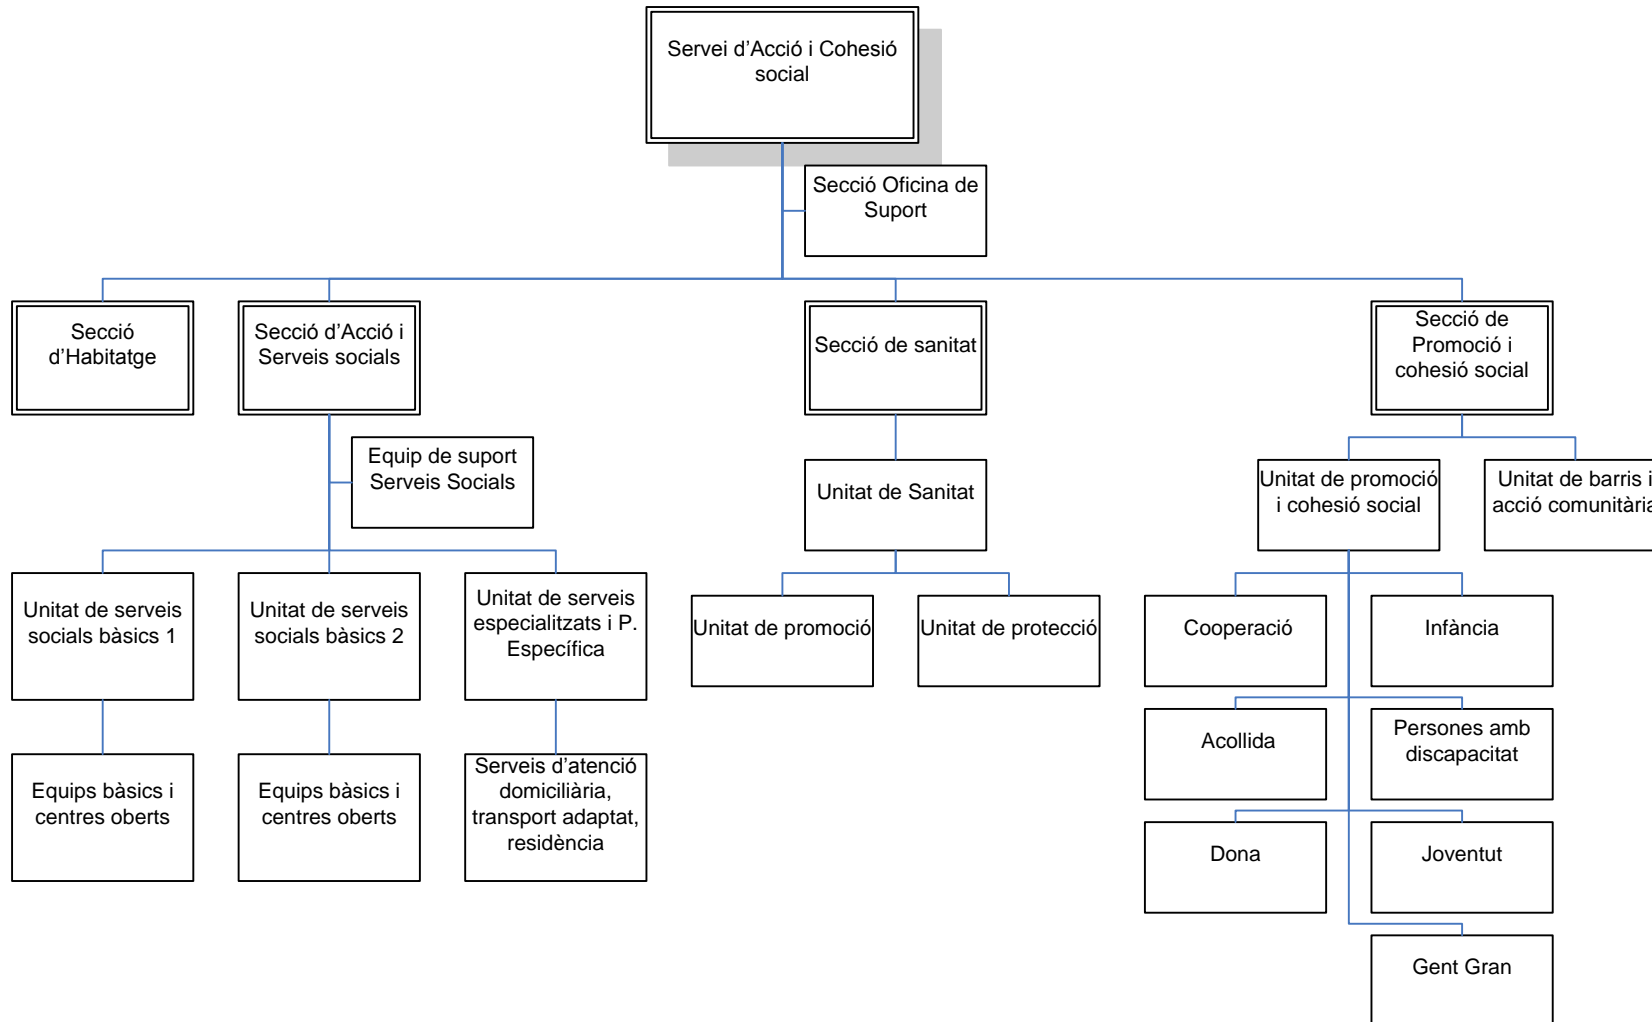 Servei d’Acció i Cohesió
social
Secció Oficina de
Suport
Secció
d’Habitatge
Secció d’Acció i
Serveis socials
Secció de sanitat
Secció de
Promoció i
cohesió social
Equip de suport
Serveis Socials
Unitat de Sanitat
Unitat de promoció
i cohesió social
Unitat de barris i
acció comunitària
Unitat de serveis
socials bàsics 1
Unitat de serveis
socials bàsics 2
Unitat de serveis
especialitzats i P.
Específica
Unitat de promoció
Unitat de protecció
Cooperació
Infància
Acollida
Persones amb
discapacitat
Equips bàsics i
centres oberts
Equips bàsics i
centres oberts
Serveis d’atenció
domiciliària,
transport adaptat,
residència
Dona
Joventut
Gent Gran